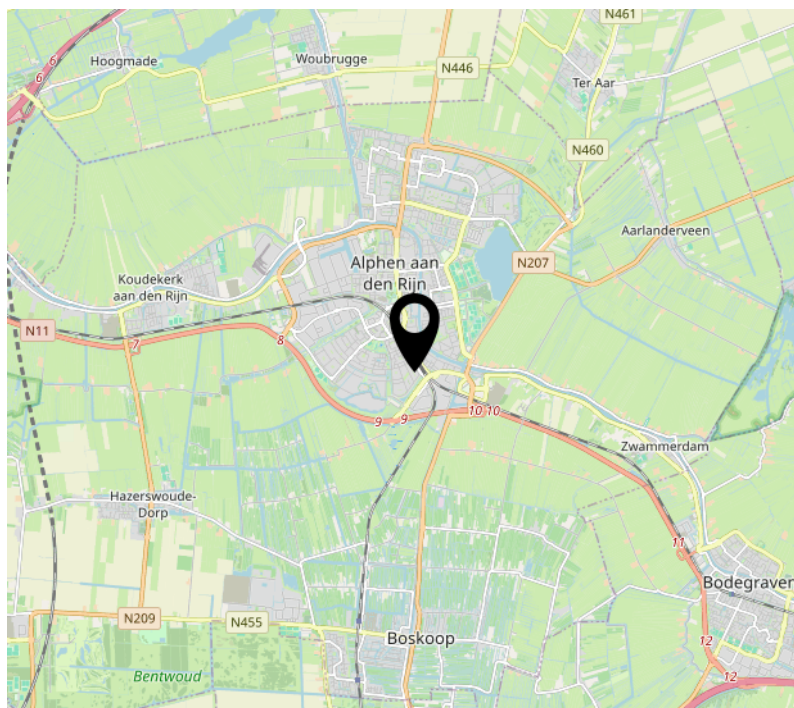 N461
6
Hoogmade
Woubrugge
N446
6
Ter Aar
6
N460
Aarlanderveen
Alphen aan
den Rijn
N207
Koudekerk
aan den Rijn
N11
7
8
9
9
10
10
Zwammerdam
Hazerswoude-
Dorp
11
Bodegraven
N209
N455
Boskoop
12
Bentwoud
12